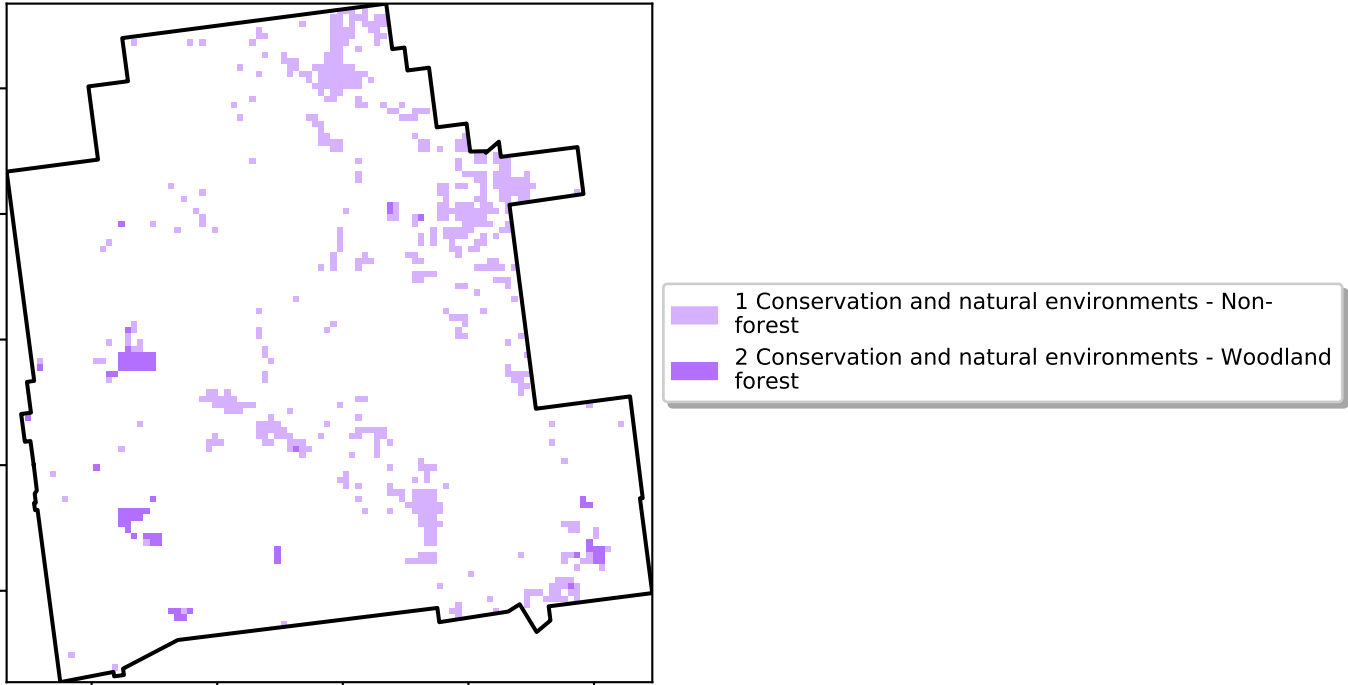 1 Conservation and natural environments - Non-
forest
2 Conservation and natural environments - Woodland
forest